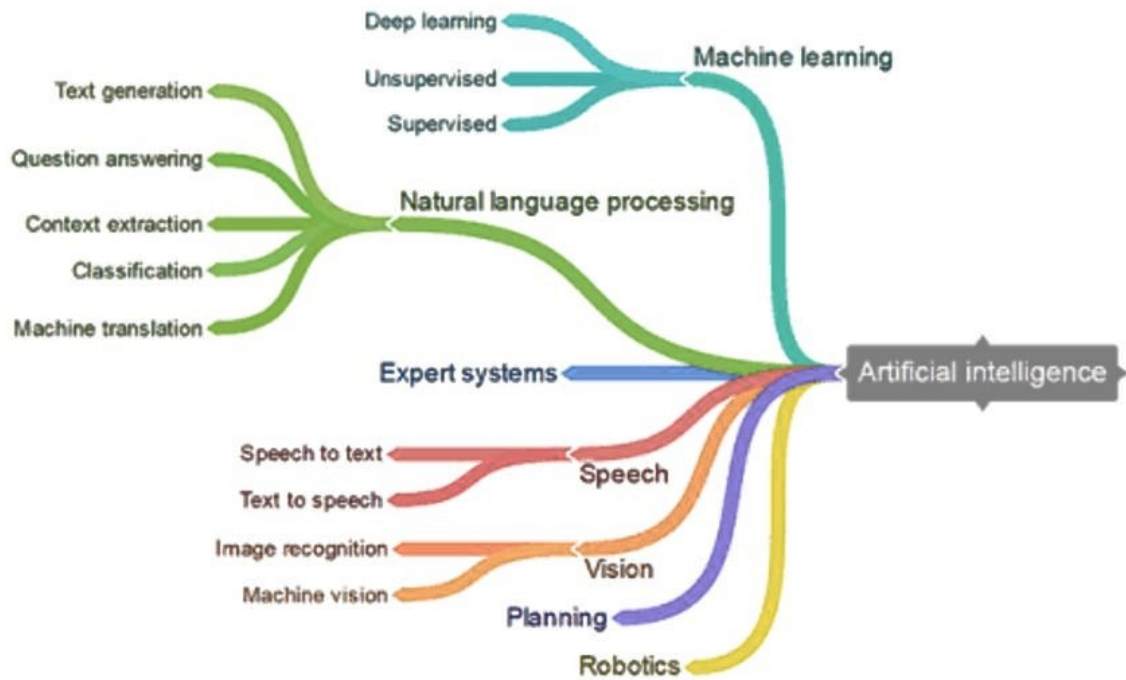 Deep learning
Machine learning
Unsupervised
Supervised
Text generation
Question answering
Natural language processing
Context extraction
Classification
Machine translation
Expert systems
Artificial intelligence
Speech to text
Speech
Text to speech
Image recognition
Vision
Machine vision
Planning
Robotics